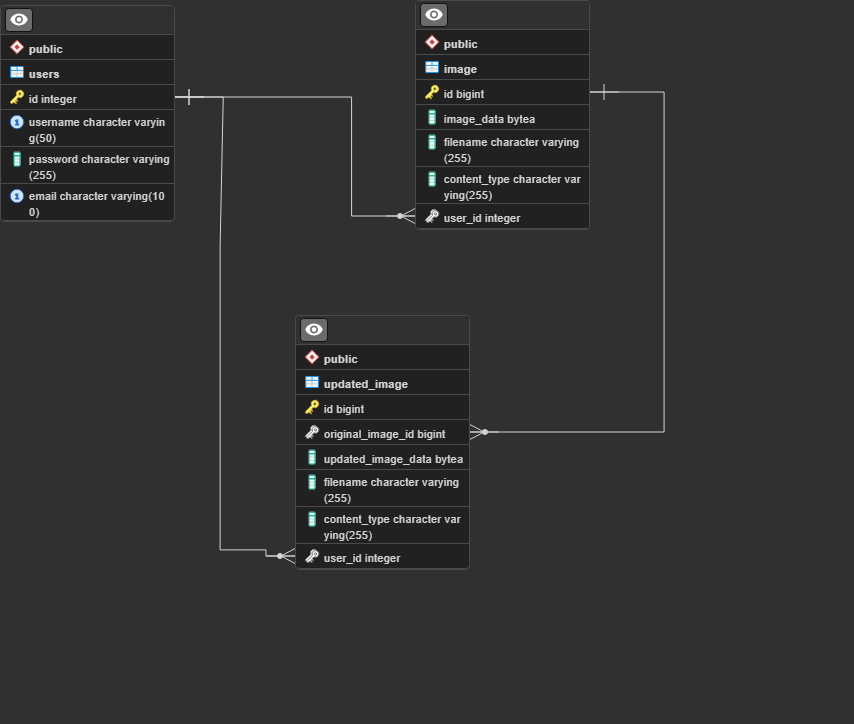 public
users
id integer
username character varyin
g(50)
password character varying
(255)
email character varying(10
0)
public
image
id bigint
image_data bytea
filename character varying
(255)
content_type character var
ying(255)
user_id integer
public
updated_image
id bigint
original_image_id bigint
updated_image_data bytea
filename character varying
(255)
content_type character var
ying(255)
user_id integer